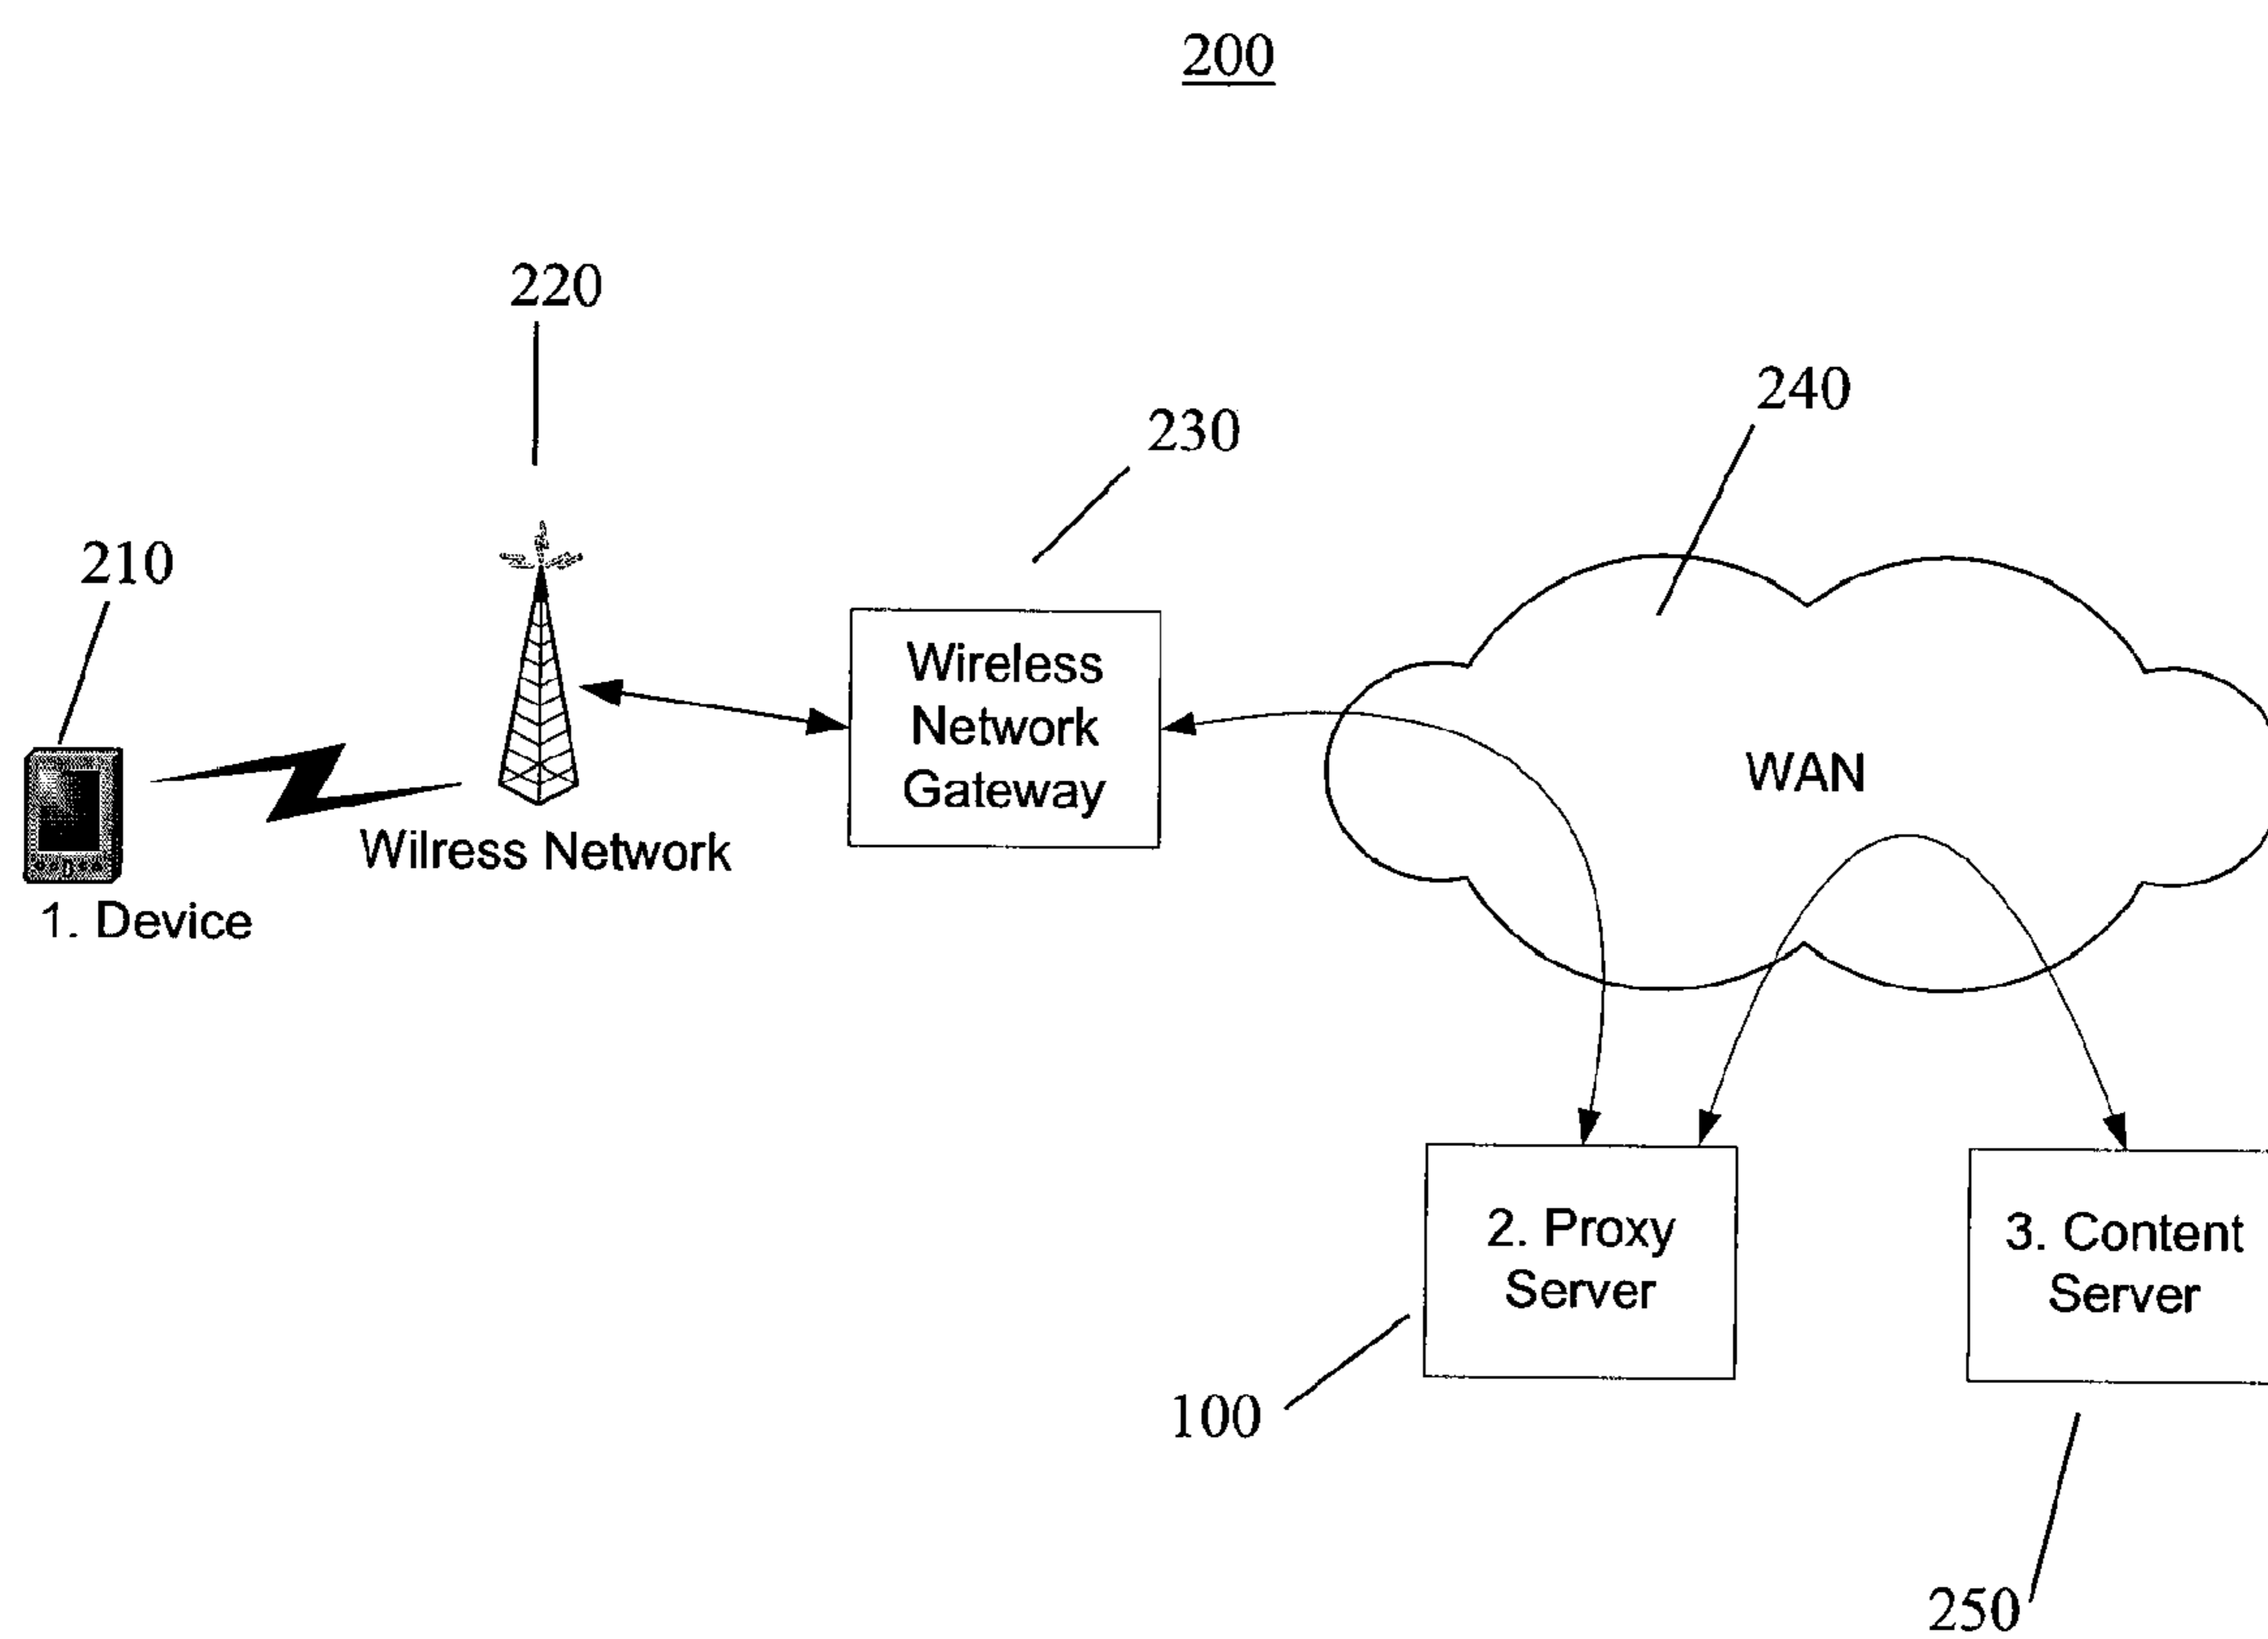 200
220
240
230
210
Wireless
Network
Gateway
WAN
Wilress Network
1. Device
2. Proxy
Server
3. Content
Server
100
250